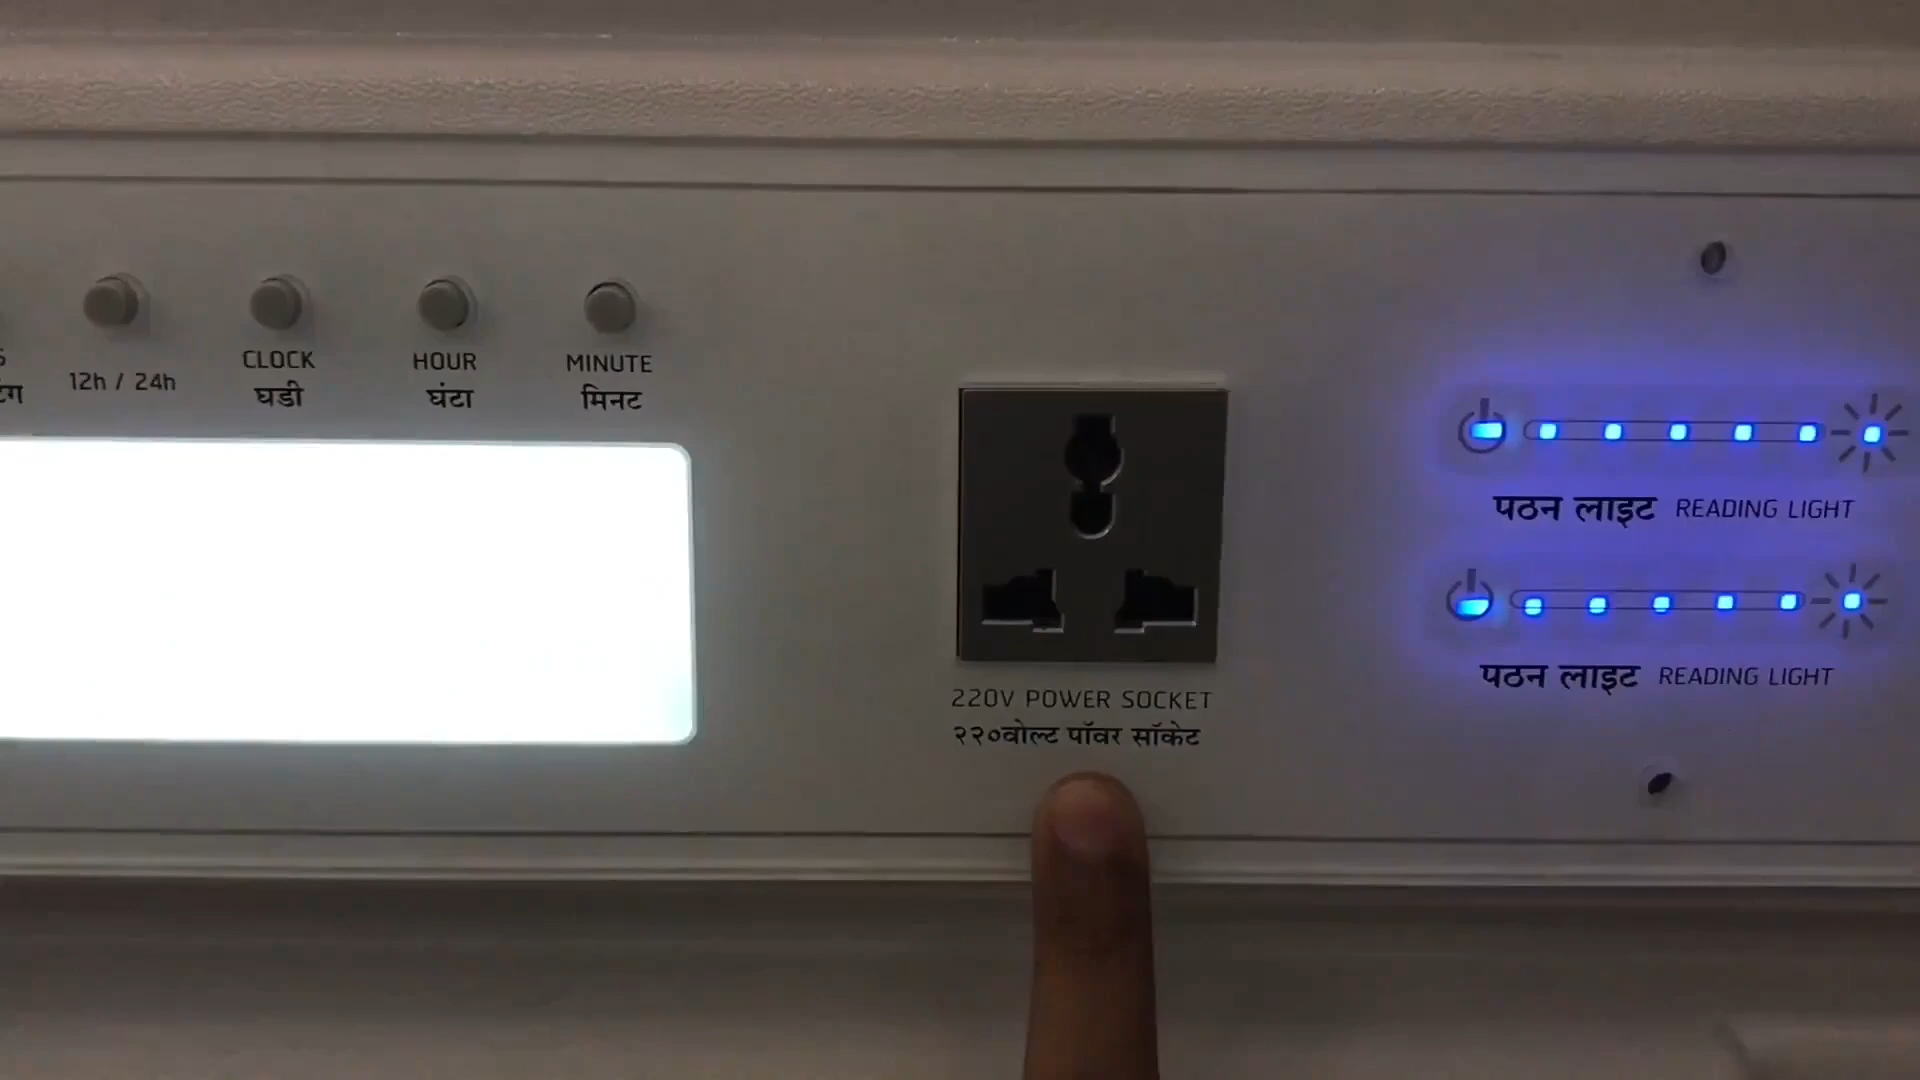 12h / 24h
CLOCK
घडी
HOUR
घंटा
MINUTE
मिनट
220V POWER SOCKET
२२०वोल्ट पॉवर सॉकेट
पठन लाइट READING LIGHT
पठन लाइट READING LIGHT